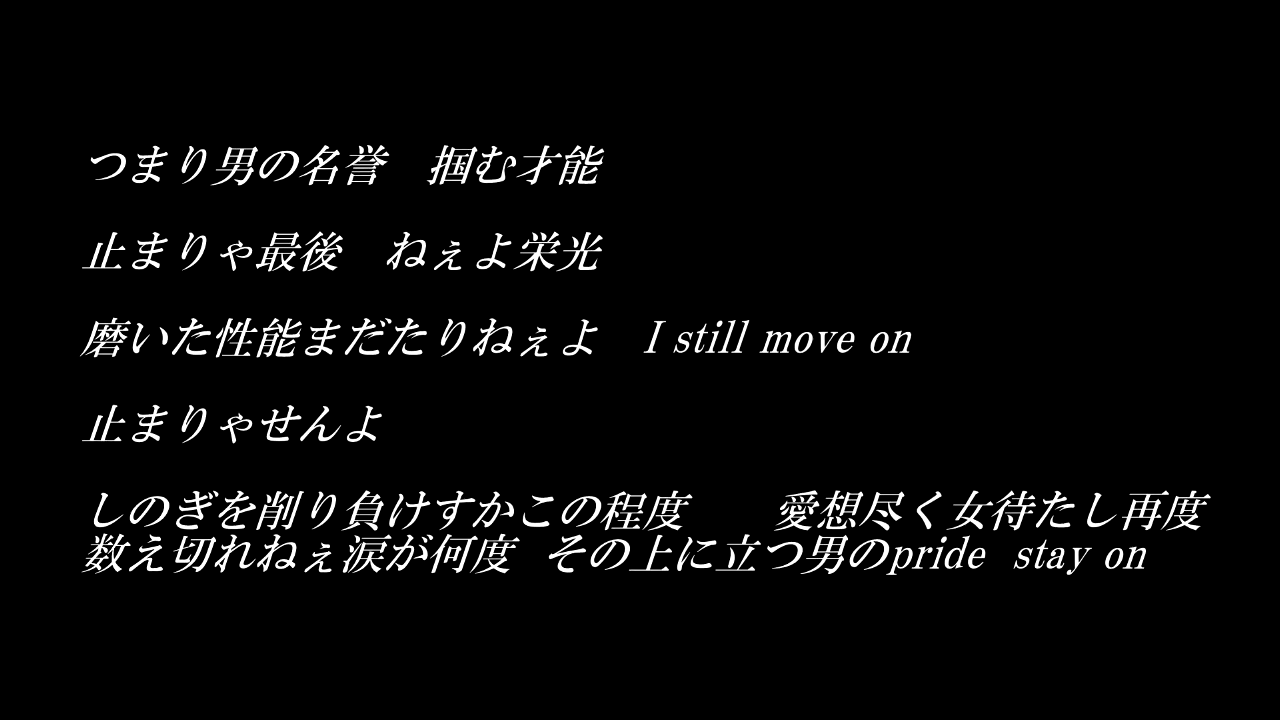 つまり男の名誉　掴む才能
止まりゃ最後　ねぇよ栄光
磨いた性能まだたりねぇよ　I still move on
止まりゃせんよ
しのぎを削り負けすかこの程度　　愛想尽く女待たし再度
数え切れねぇ涙が何度  その上に立つ男のpride  stay on